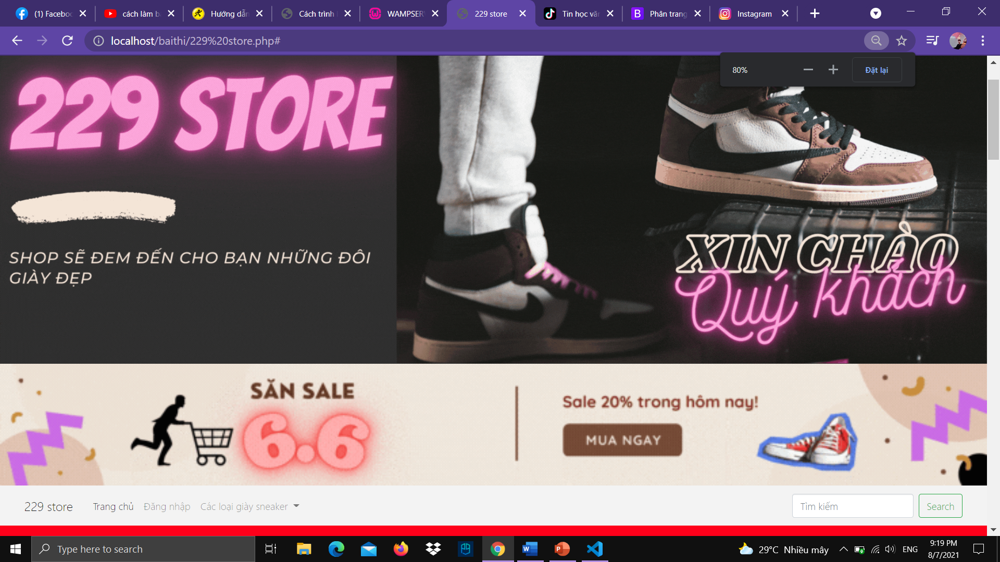 (1) Faceboo
cách làm b
Hướng dẫn
Cách trình
WAMPSER
229 store
Tin học văn
Phân trang
Instagram
localhost/baithi/229%20store.php#
80%
Đặt lại
229 STORE
SHOP SẼ ĐEM ĐẾN CHO BẠN NHỮNG ĐÔI
GIÀY ĐẸP
XIN CHÀO
Quý khách
SĂN SALE
6.6
Sale 20% trong hôm nay!
MUA NGAY
229 store
Trang chủ
Đăng nhập
Các loại giày sneaker
Tìm kiếm
Search
Type here to search
29°C Nhiều mây
ENG
9:19 PM
8/7/2021